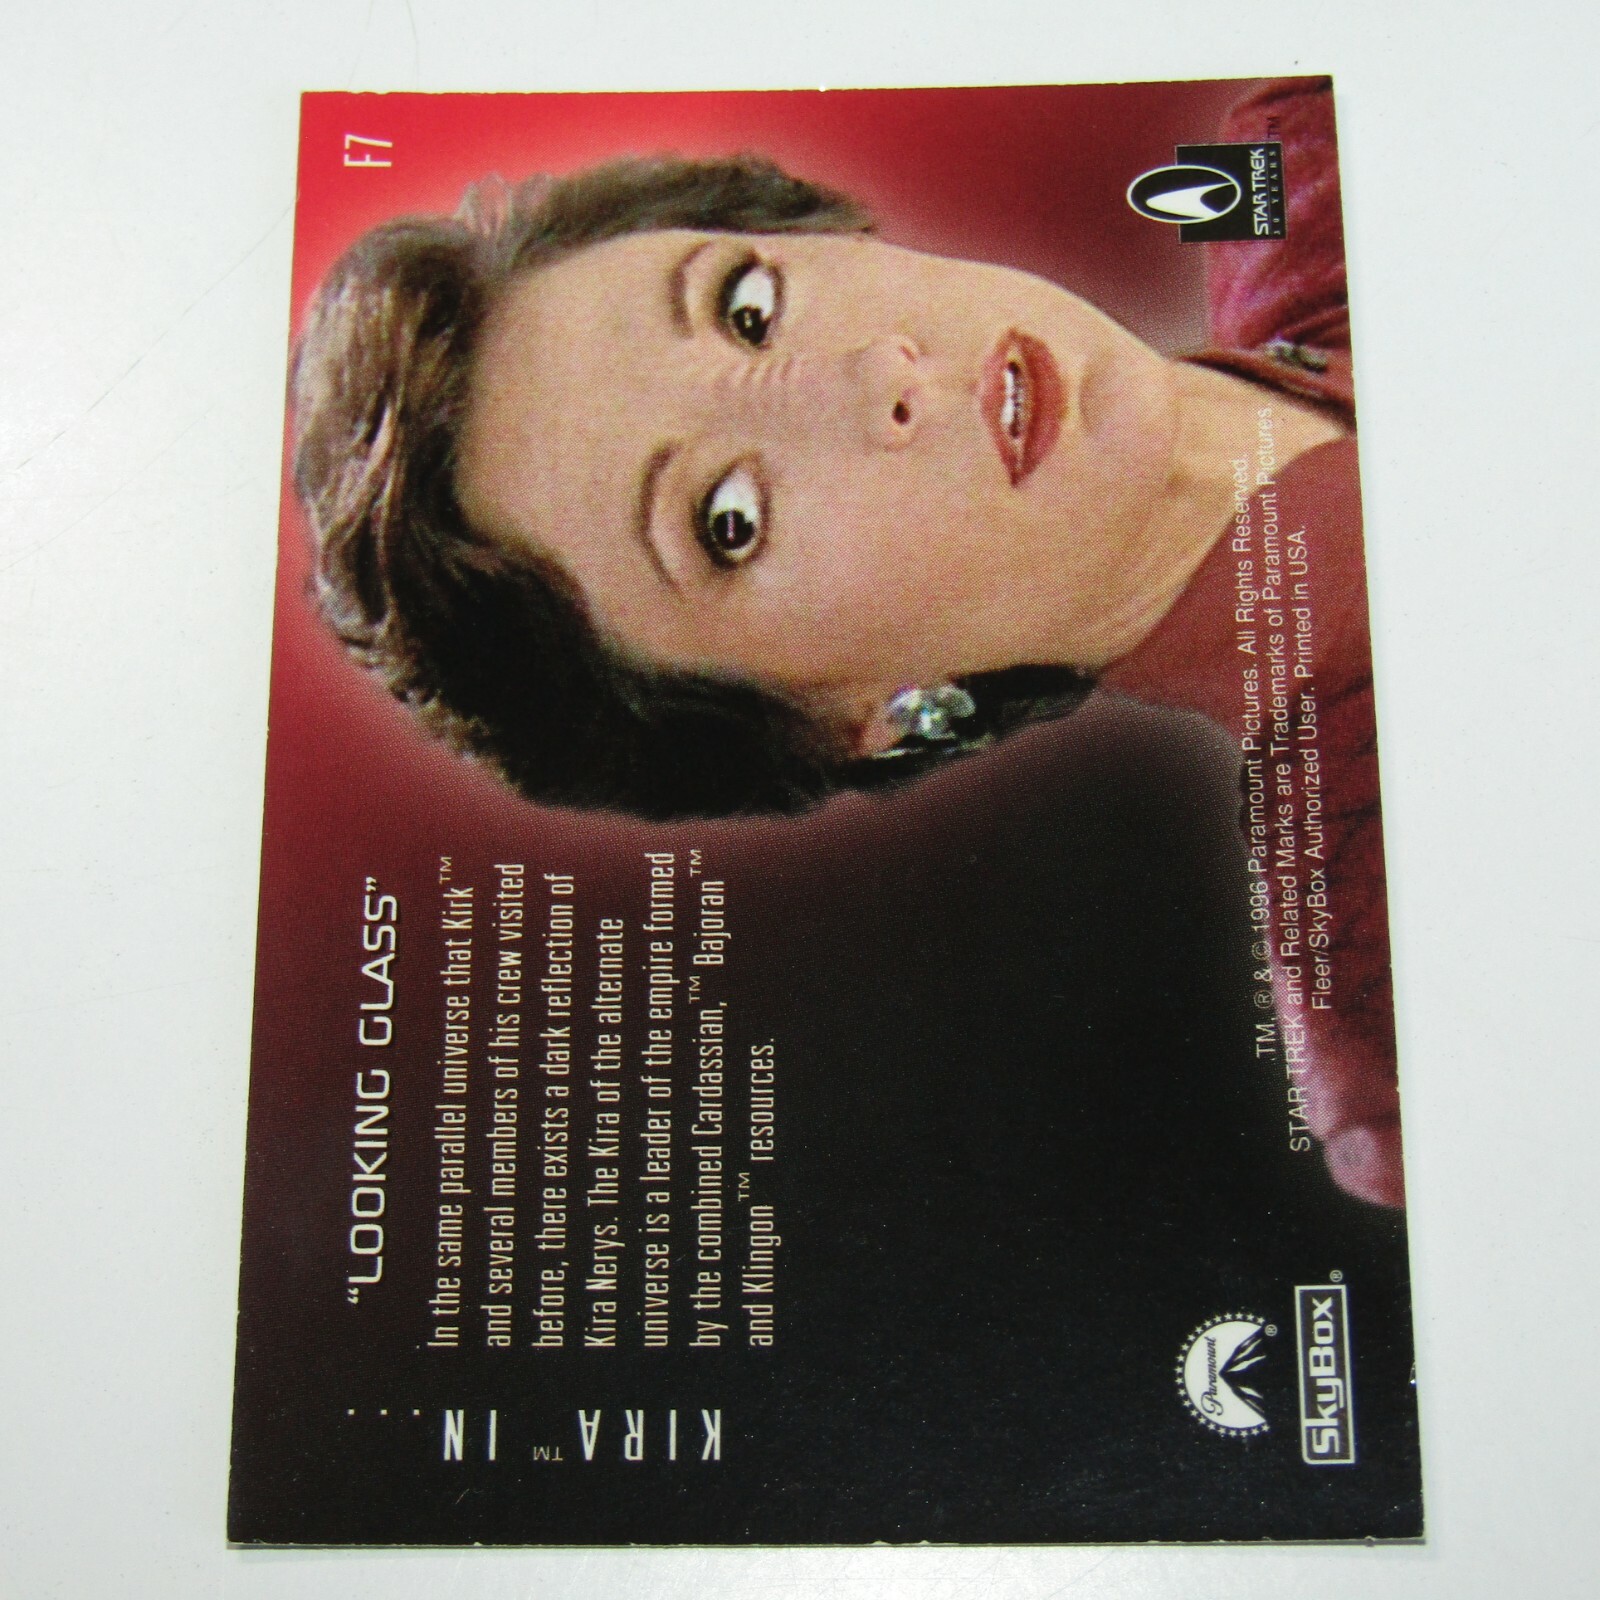 F7
KIRA™ IN ...
“LOOKING GLASS”
In the same parallel universe that Kirk™
and several members of his crew visited
before, there exists a dark reflection of
Kira Nerys. The Kira of the alternate
universe is a leader of the empire formed
by the combined Cardassian,™ Bajoran™
and Klingon™ resources.
STAR TREK™
30 YEARS
TM, ® & © 1996 Paramount Pictures. All Rights Reserved.
STAR TREK and Related Marks are Trademarks of Paramount Pictures.
Fleer/SkyBox Authorized User. Printed in USA.
Paramount®
SkyBox®